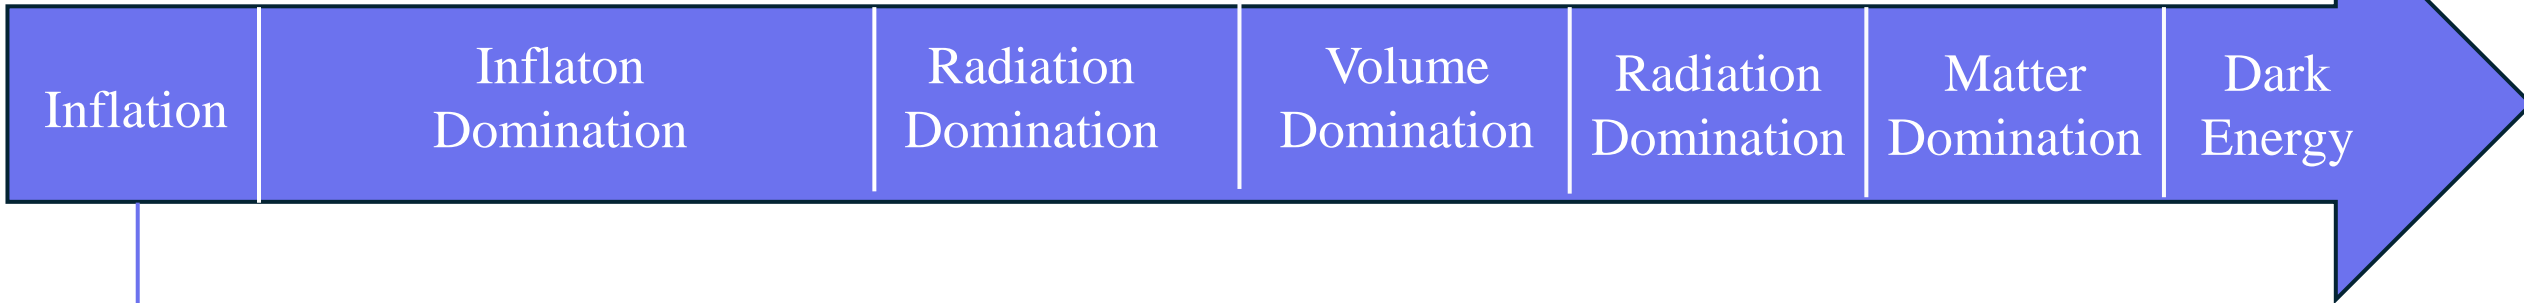 Inflation
Inflaton
Domination
Radiation
Domination
Volume
Domination
Radiation
Domination
Matter
Domination
Dark
Energy